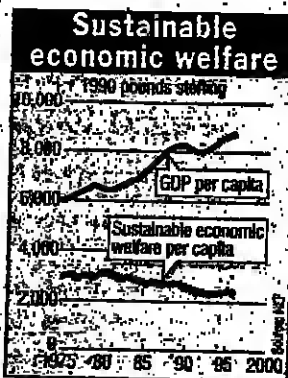 Sustainable
economic welfare
1990 pounds sterling
10,000
8,000
GDP per capita
6,000
Sustainable economic
welfare per capita
4,000
2,000
0
1975 80 85 90 95 2000